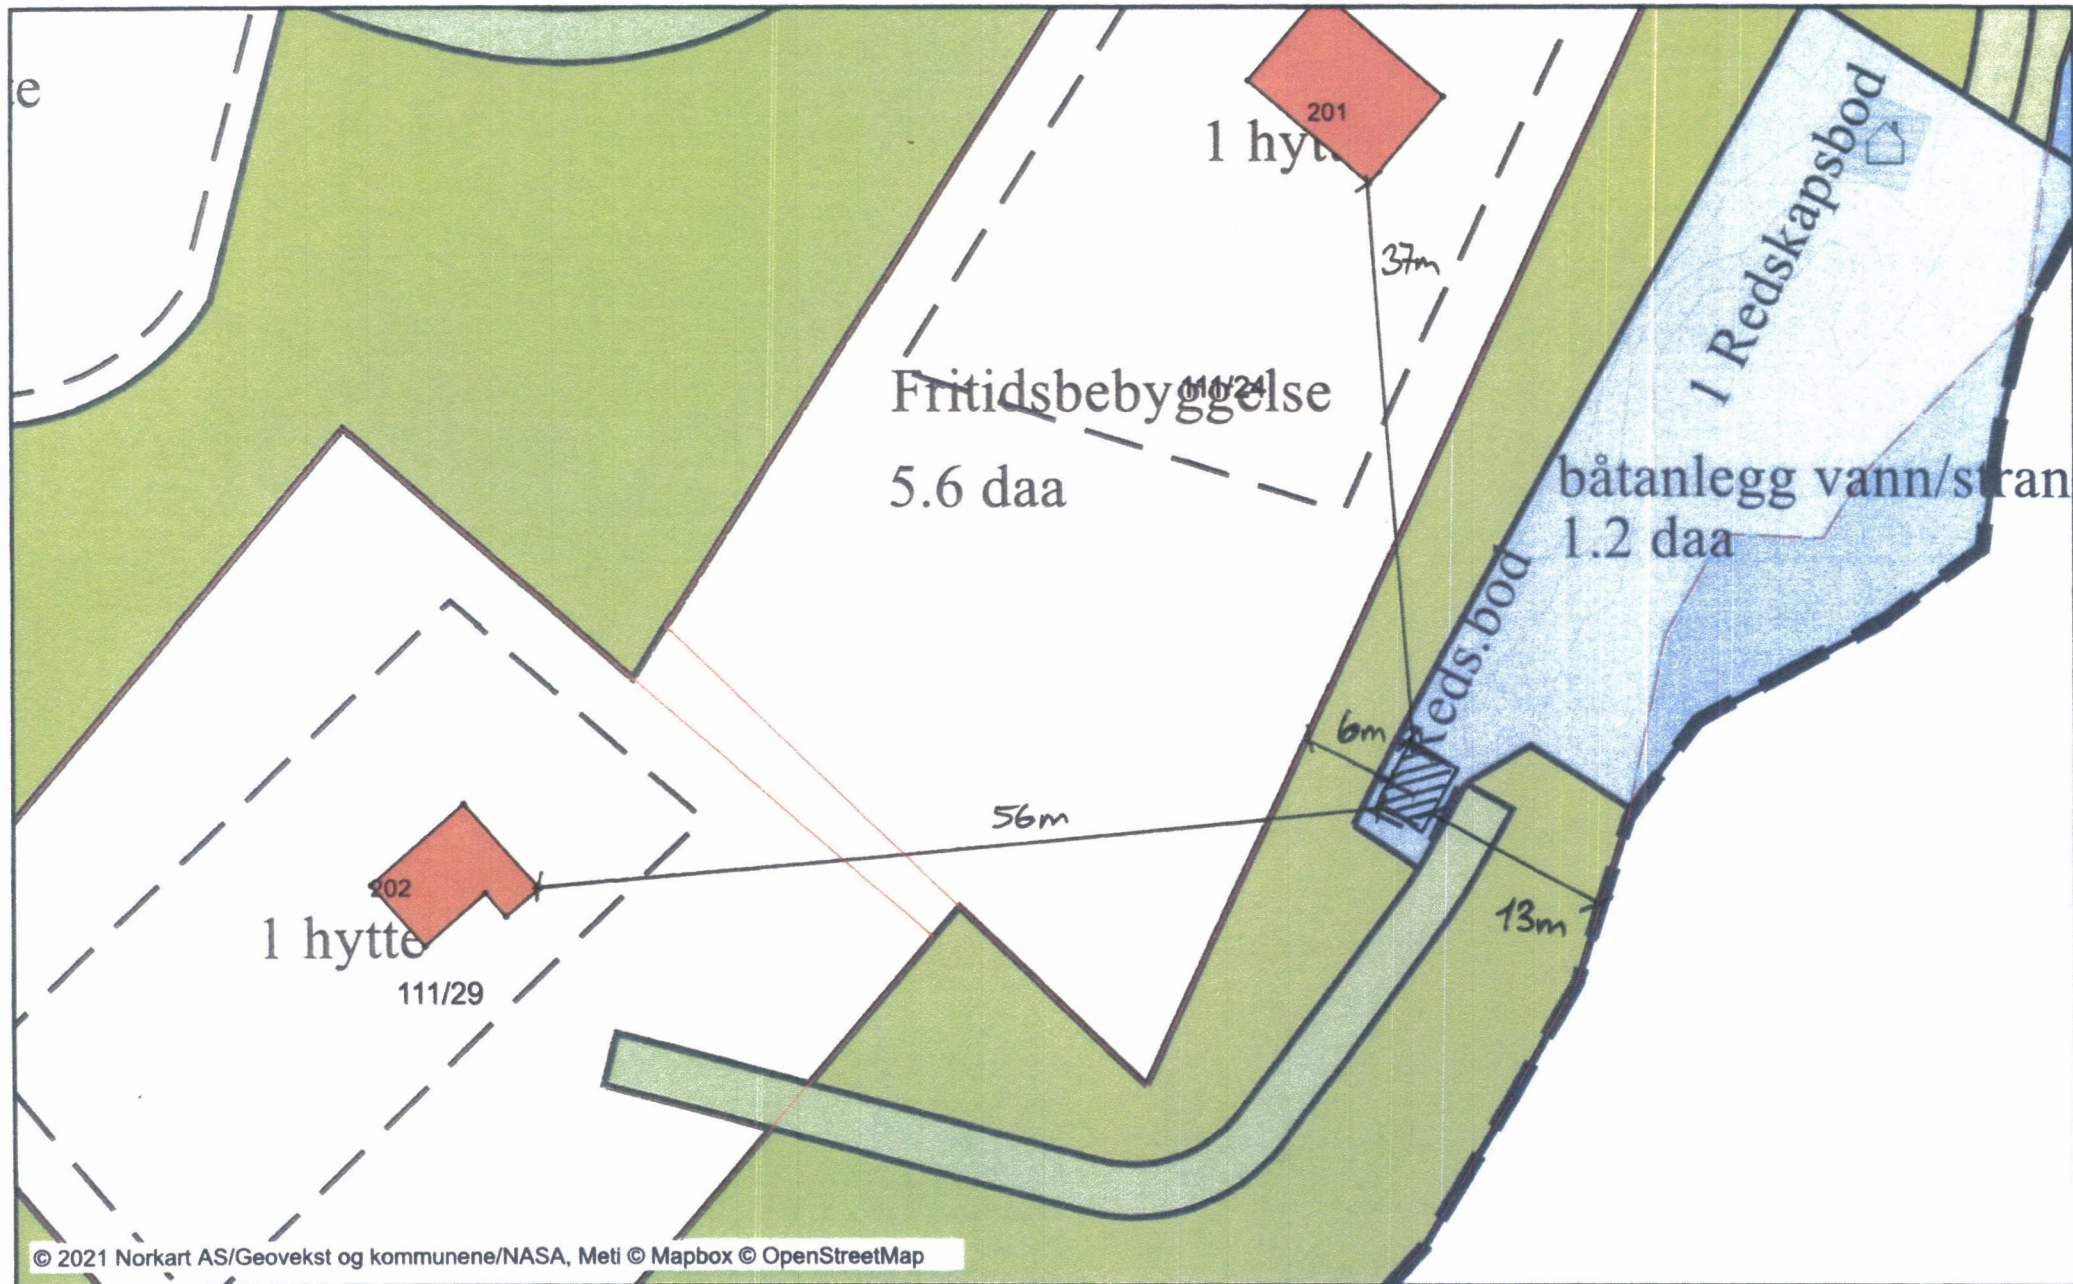 201
1 hyt
1 Redskapsbod
37m
Fritidsbebyggelse
111/24
5.6 daa
båtanlegg vann/stran
1.2 daa
Reds.bod
6m
56m
13m
202
1 hytte
111/29
© 2021 Norkart AS/Geovekst og kommunene/NASA, Meti © Mapbox © OpenStreetMap